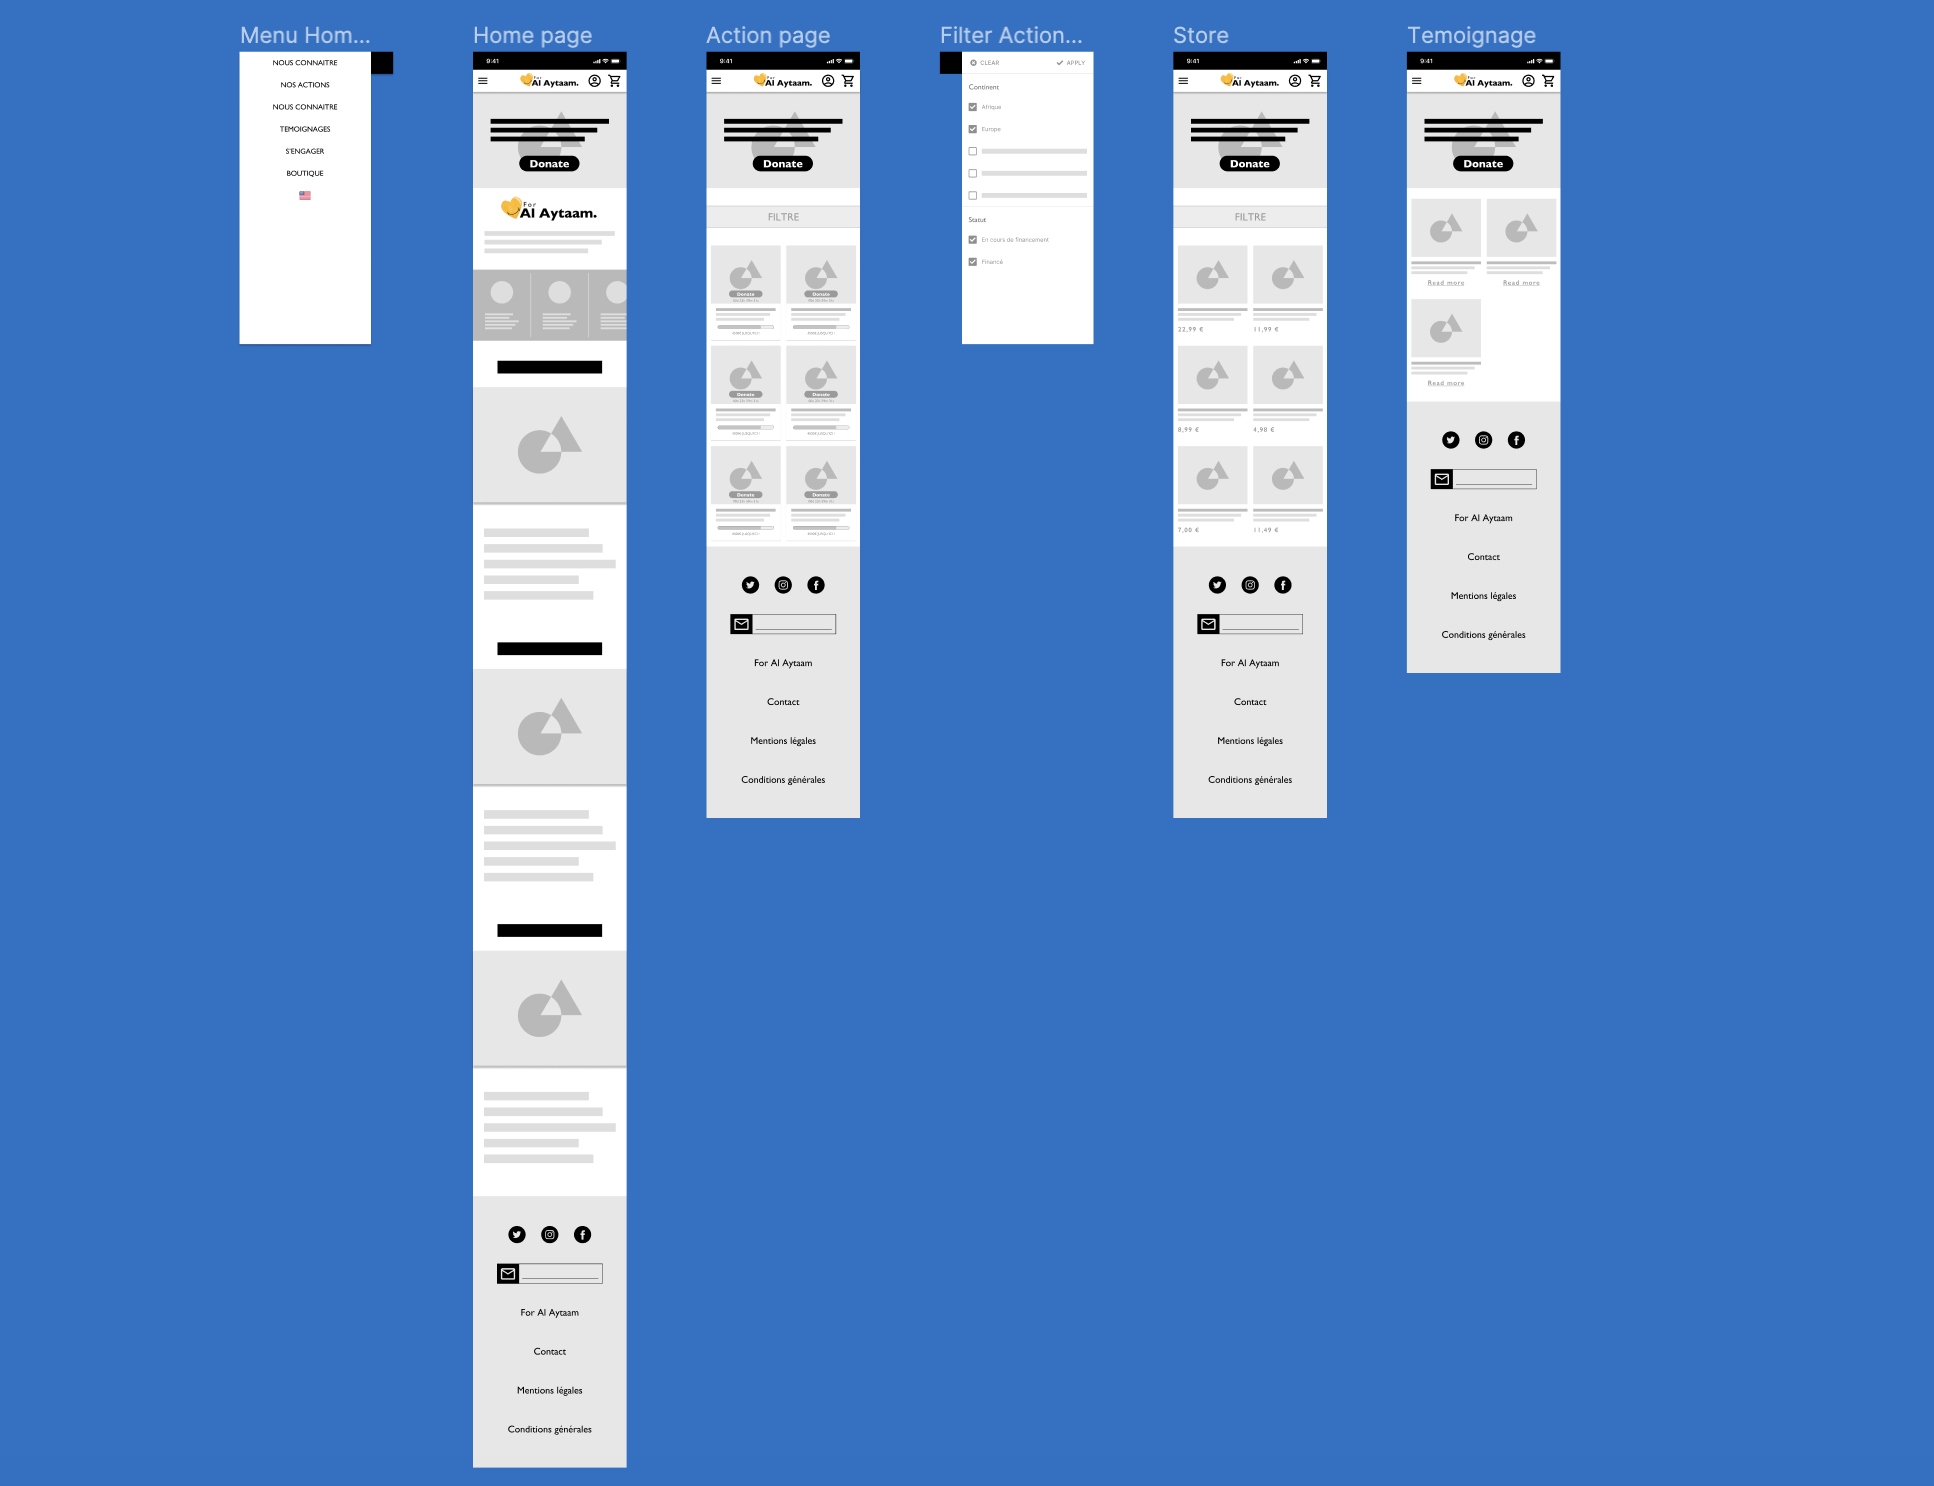 Menu Hom...
NOUS CONNAITRE
NOS ACTIONS
NOUS CONNAITRE
TEMOIGNAGES
S'ENGAGER
BOUTIQUE
Home page
9:41
For
Al Aytaam.
Donate
For
Al Aytaam.
For Al Aytaam
Contact
Mentions légales
Conditions générales
Action page
9:41
For
Al Aytaam.
Donate
FILTRE
Donate
Donate
Donate
Donate
Donate
Donate
For Al Aytaam
Contact
Mentions légales
Conditions générales
Filter Action...
CLEAR
APPLY
Continent
Afrique
Europe
Statut
En cours de financement
Financé
Store
9:41
For
Al Aytaam.
Donate
FILTRE
22,99 €
11,99 €
8,99 €
4,98 €
7,00 €
11,49 €
For Al Aytaam
Contact
Mentions légales
Conditions générales
Temoignage
9:41
For
Al Aytaam.
Donate
Read more
Read more
Read more
For Al Aytaam
Contact
Mentions légales
Conditions générales